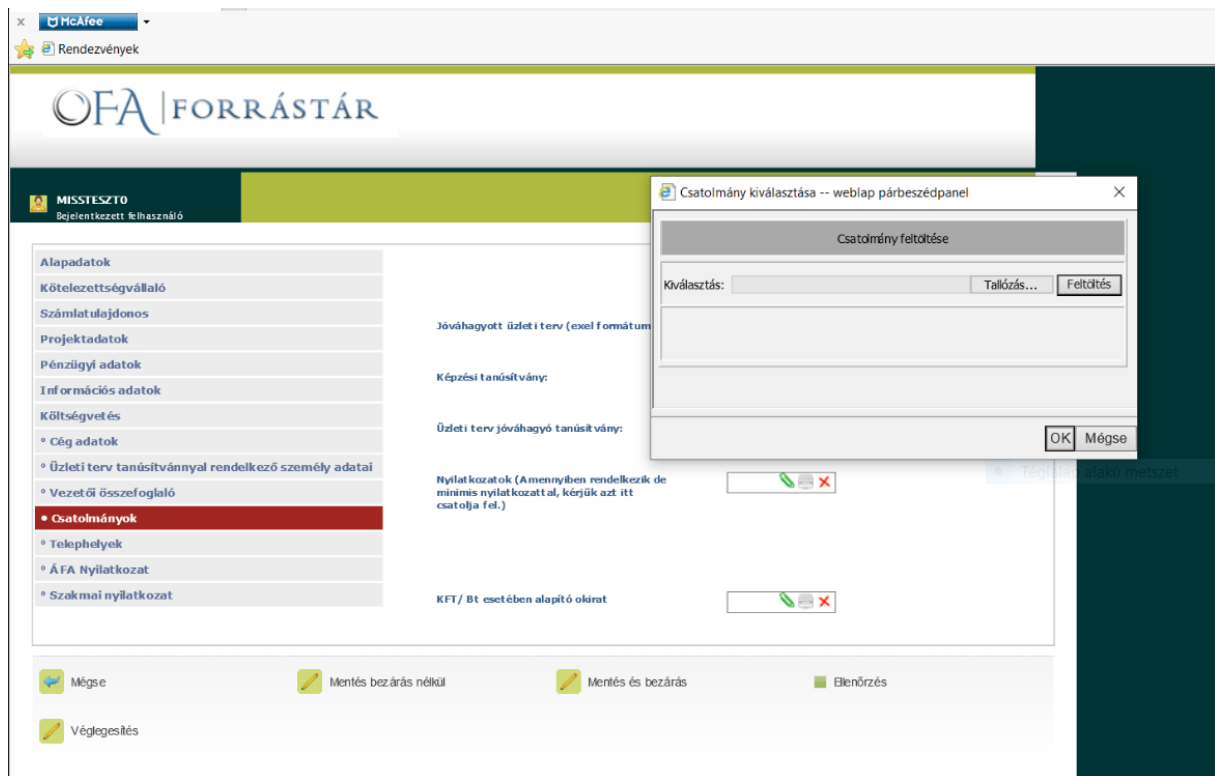 x McAfee
Rendezvények
OFA FORRÁSTÁR
MISSTESZT0
Bejelentkezett felhasználó
Csatolmány kiválasztása -- weblap párbeszédpanel
Csatolmány feltöltése
Kiválasztás: Tallózás... Feltöltés
OK Mégse
Téglalap alakú metszet
Alapadatok
Kötelezettségvállaló
Számlatulajdonos
Projektadatok
Pénzügyi adatok
Információs adatok
Költségvetés
° Cég adatok
° Üzleti terv tanúsítvánnyal rendelkező személy adatai
° Vezetői összefoglaló
• Csatolmányok
° Telephelyek
° ÁFA Nyilatkozat
° Szakmai nyilatkozat
Jóváhagyott üzleti terv (exel formátum
Képzési tanúsítvány:
Üzleti terv jóváhagyó tanúsítvány:
Nyilatkozatok (Amennyiben rendelkezik de
minimis nyilatkozattal, kérjük azt itt
csatolja fel.)
KFT/ Bt esetében alapító okirat
Mégse
Mentés bezárás nélkül
Mentés és bezárás
Ellenőrzés
Véglegesítés